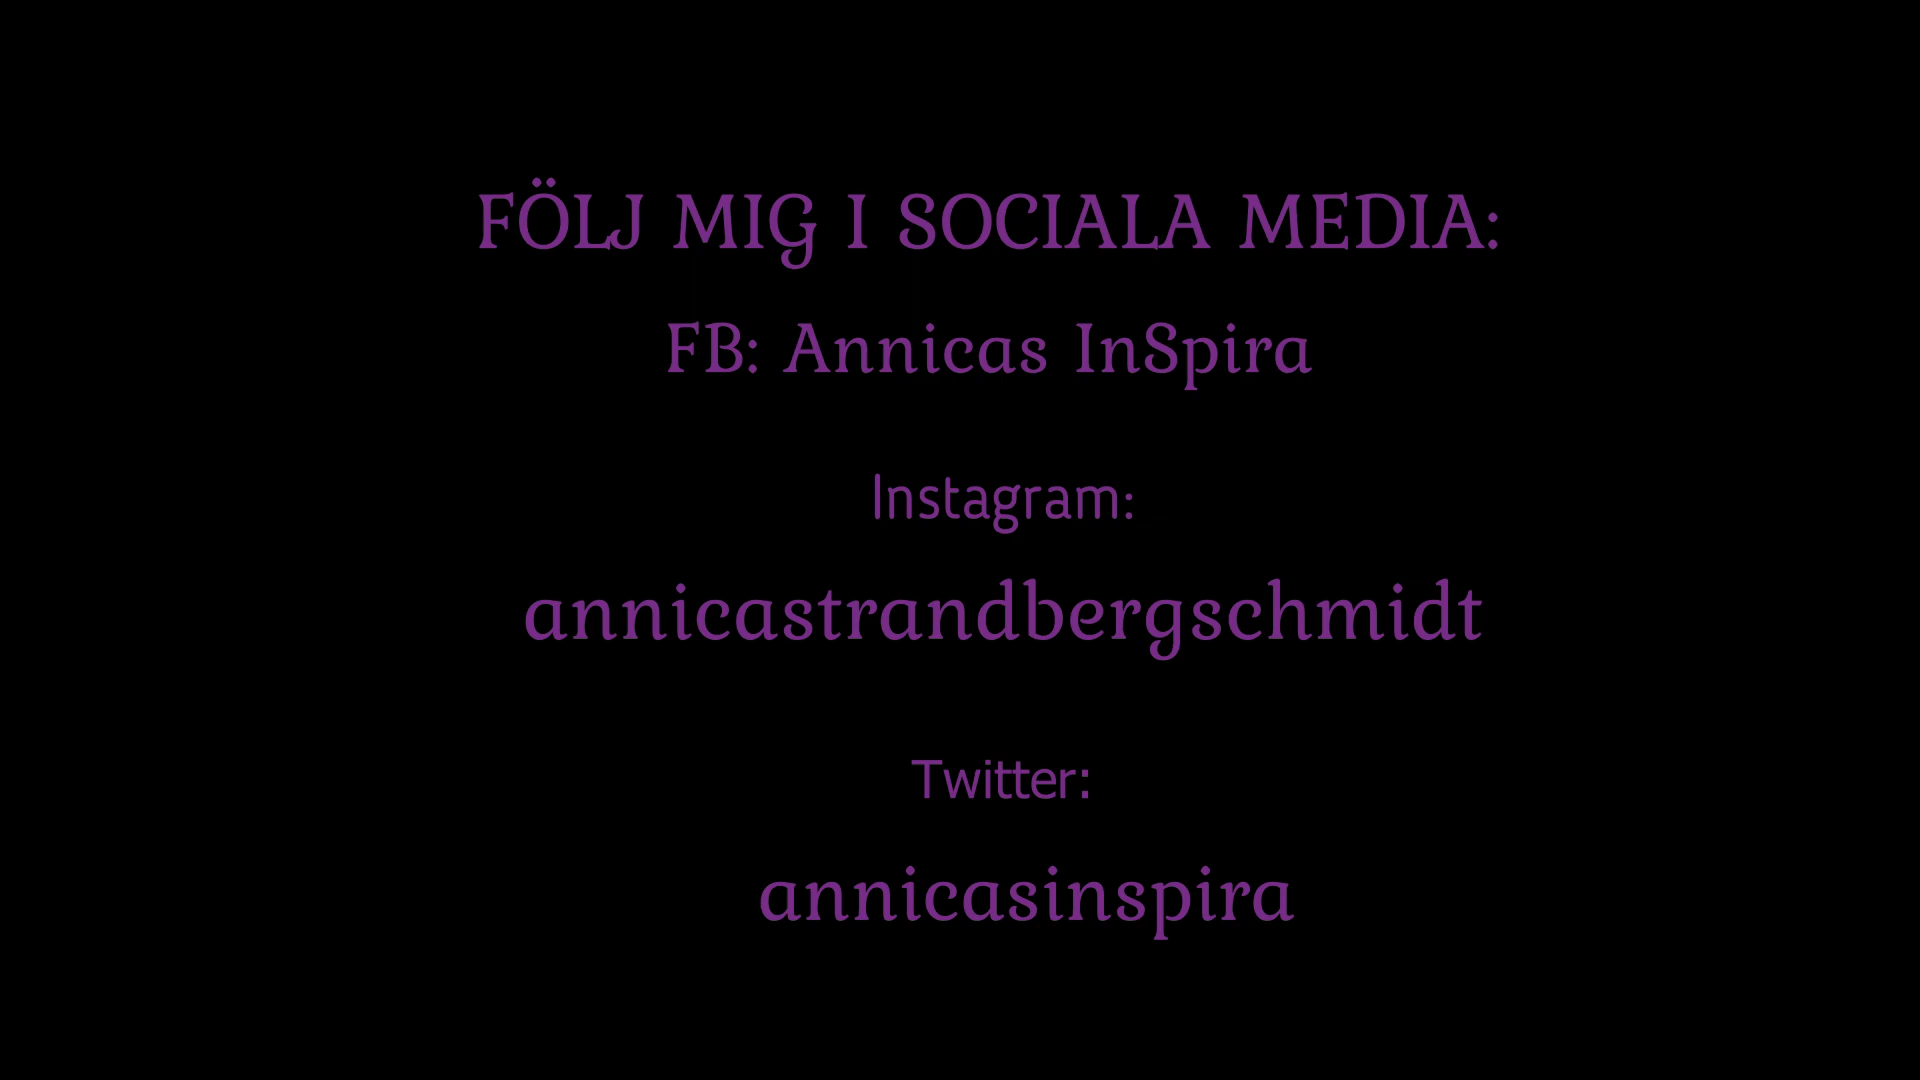 FÖLJ MIG I SOCIALA MEDIA:
FB: Annicas InSpira
Instagram:
annicastrandbergschmidt
Twitter:
annicasinspira